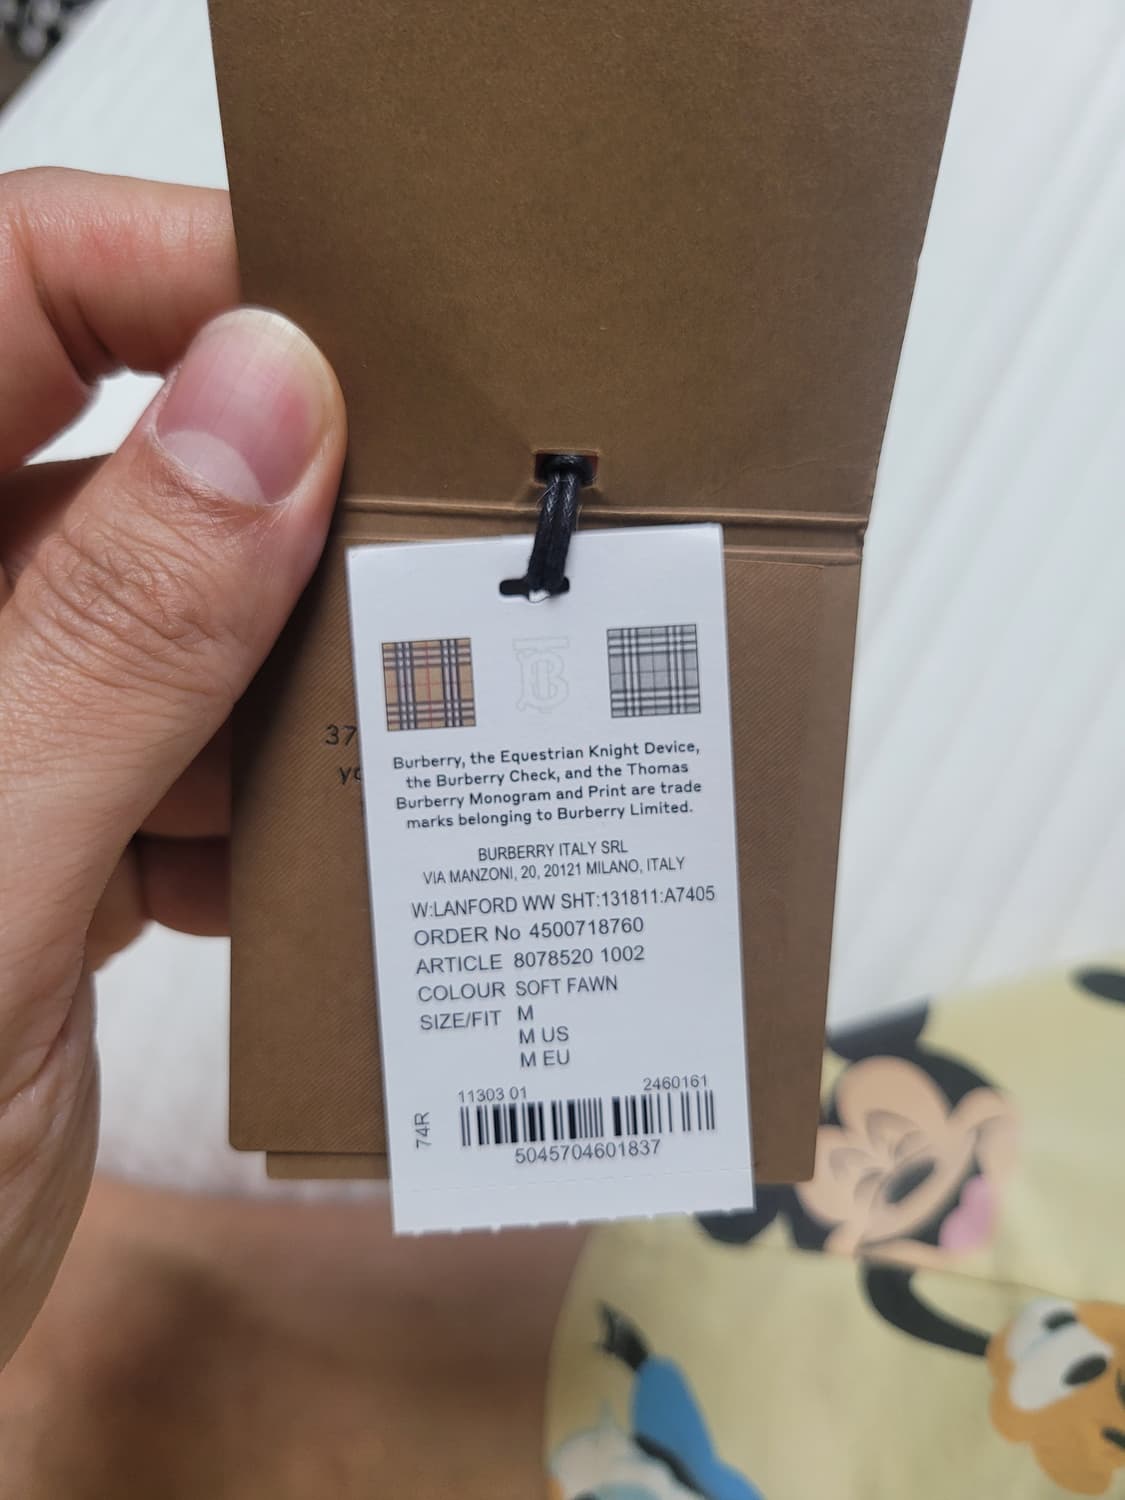 37
Burberry, the Equestrian Knight Device,
the Burberry Check, and the Thomas
Burberry Monogram and Print are trade
marks belonging to Burberry Limited.
BURBERRY ITALY SRL
VIA MANZONI, 20, 20121 MILANO, ITALY
W:LANFORD WW SHT:131811:A7405
ORDER No 4500718760
ARTICLE 8078520 1002
COLOUR SOFT FAWN
SIZE/FIT M
M US
M EU
11303 01 2460161
74R
5045704601837